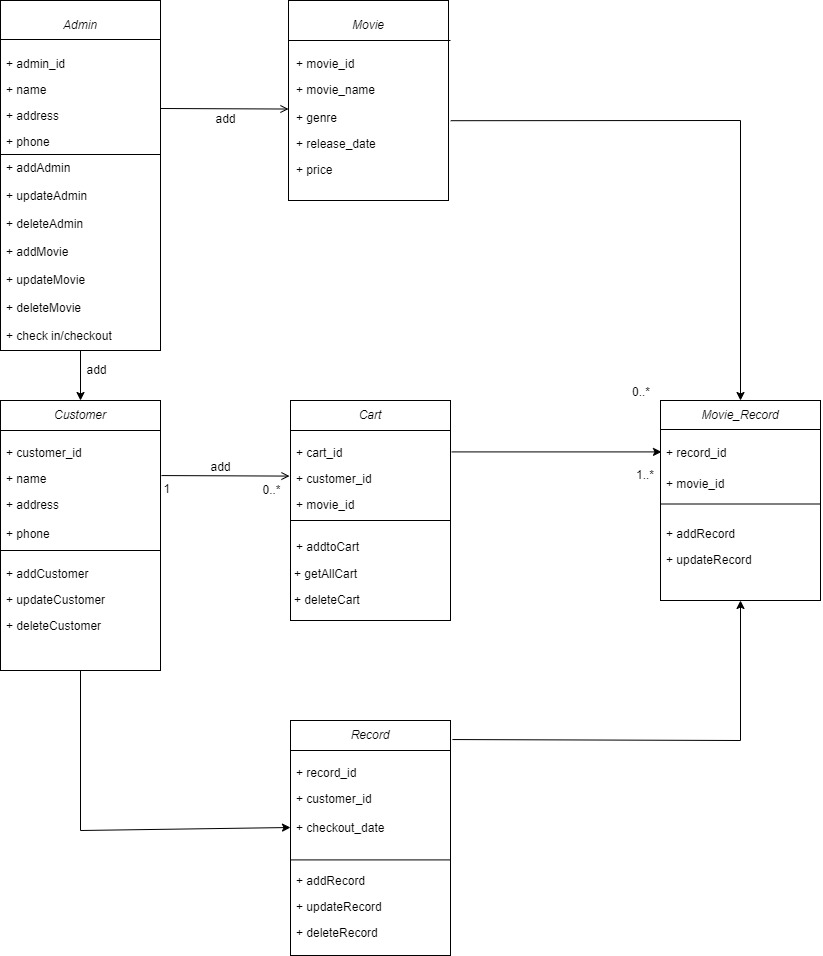 Admin
+ admin_id
+ name
+ address
+ phone
+ addAdmin
+ updateAdmin
+ deleteAdmin
+ addMovie
+ updateMovie
+ deleteMovie
+ check in/checkout
add
Movie
+ movie_id
+ movie_name
+ genre
+ release_date
+ price
add
Customer
+ customer_id
+ name
+ address
+ phone
+ addCustomer
+ updateCustomer
+ deleteCustomer
add
1
0..*
Cart
+ cart_id
+ customer_id
+ movie_id
+ addtoCart
+ getAllCart
+ deleteCart
0..*
1..*
Movie_Record
+ record_id
+ movie_id
+ addRecord
+ updateRecord
Record
+ record_id
+ customer_id
+ checkout_date
+ addRecord
+ updateRecord
+ deleteRecord